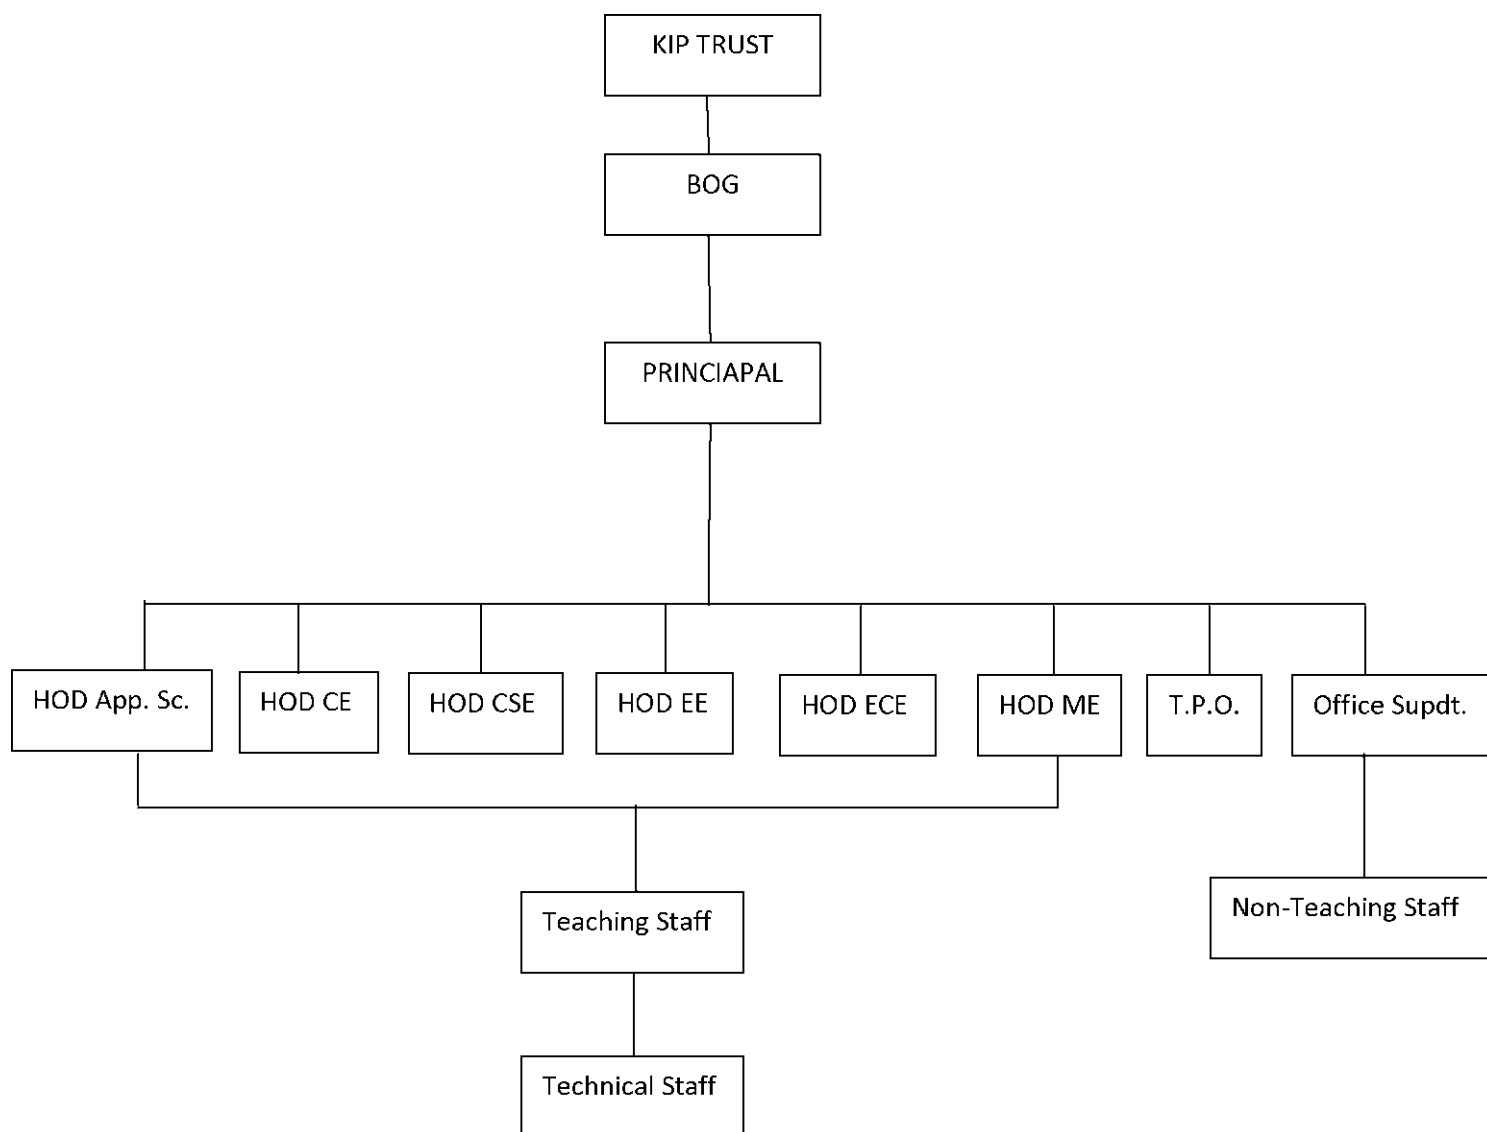 KIP TRUST
BOG
PRINCIAPAL
HOD App. Sc.
HOD CE
HOD CSE
HOD EE
HOD ECE
HOD ME
T.P.O.
Office Supdt.
Teaching Staff
Non-Teaching Staff
Technical Staff